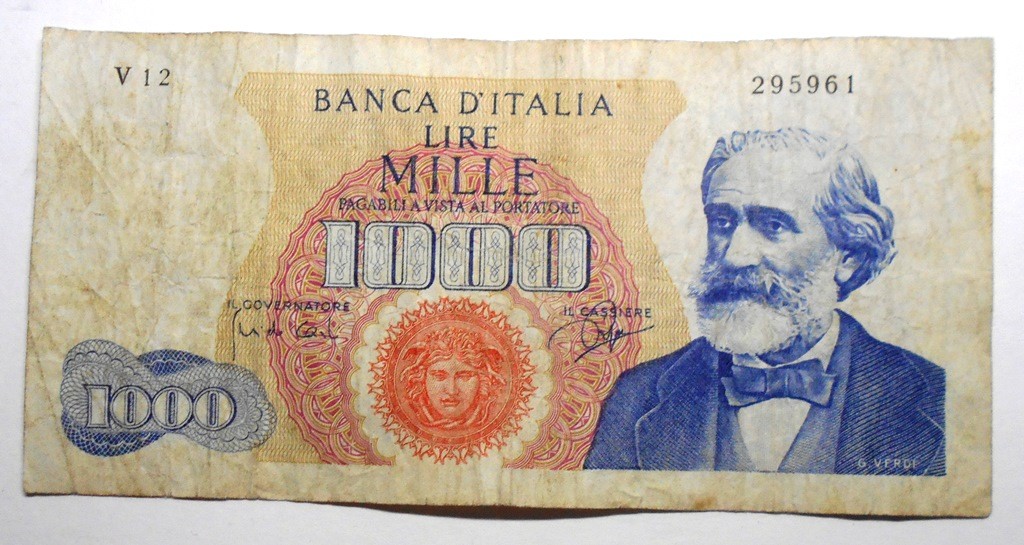 V 12
295961
BANCA D'ITALIA
LIRE
MILLE
PAGABILI A VISTA AL PORTATORE
1000
IL GOVERNATORE
IL CASSIERE
1000
G. VERDI